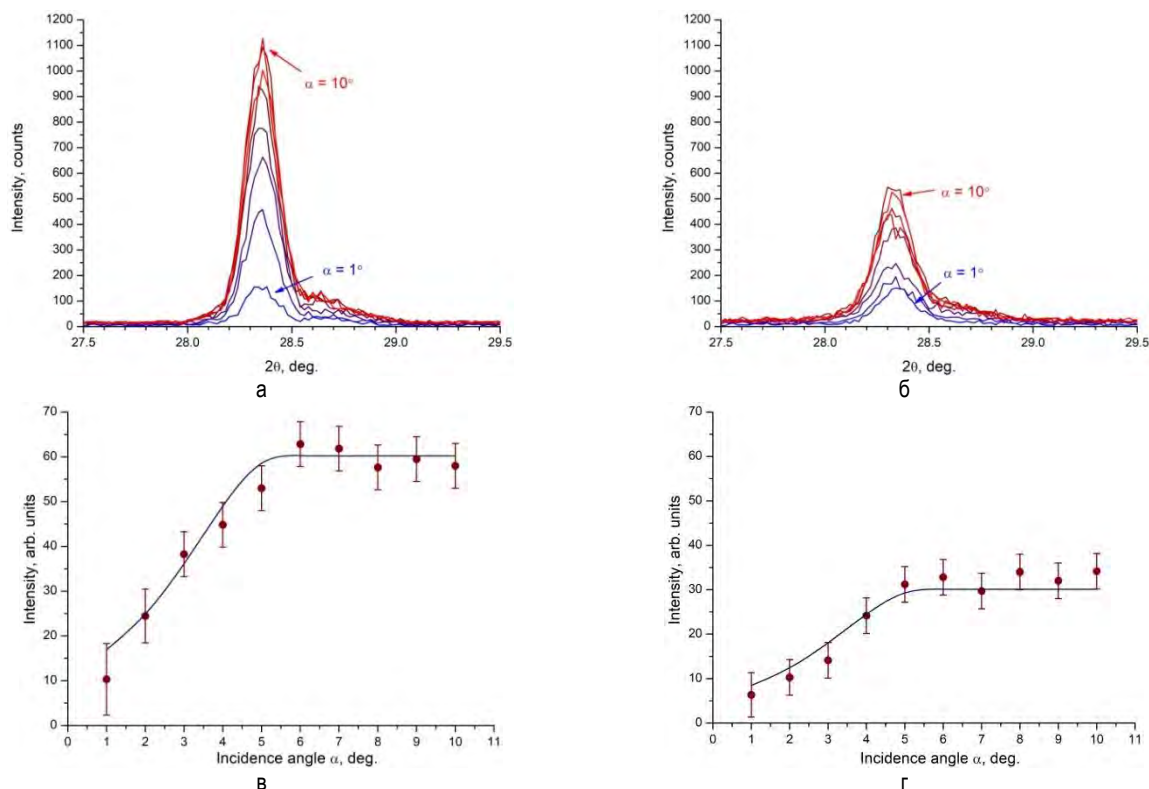 1200
1100
1000
900
800
700
600
500
400
300
200
100
0
Intensity, counts
α = 10°
α = 1°
27.5 28.0 28.5 29.0 29.5
2θ, deg.
а
1200
1100
1000
900
800
700
600
500
400
300
200
100
0
Intensity, counts
α = 10°
α = 1°
27.5 28.0 28.5 29.0 29.5
2θ, deg.
б
70
60
50
40
30
20
10
0
Intensity, arb. units
0 1 2 3 4 5 6 7 8 9 10 11
Incidence angle α, deg.
в
70
60
50
40
30
20
10
0
Intensity, arb. units
0 1 2 3 4 5 6 7 8 9 10 11
Incidence angle α, deg.
г